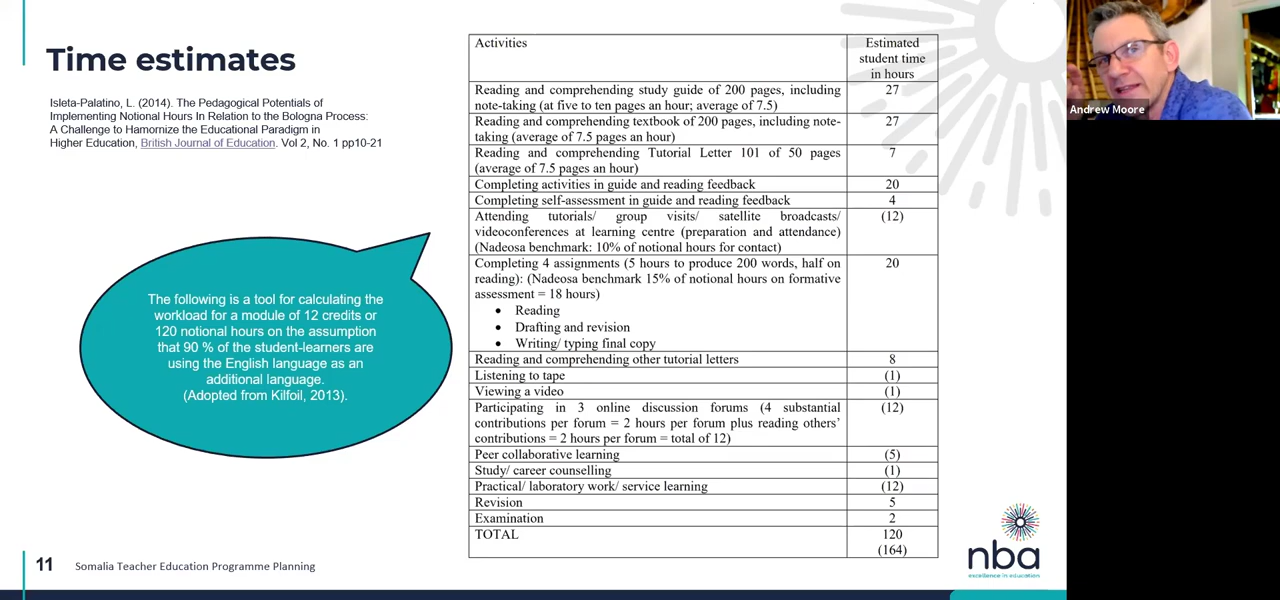 Time estimates
Isleta-Palatino, L. (2014). The Pedagogical Potentials of
Implementing Notional Hours In Relation to the Bologna Process:
A Challenge to Hamornize the Educational Paradigm in
Higher Education, British Journal of Education. Vol 2, No. 1 pp10-21
The following is a tool for calculating the
workload for a module of 12 credits or
120 notional hours on the assumption
that 90 % of the student-learners are
using the English language as an
additional language.
(Adopted from Kilfoil, 2013).
Activities
Estimated
student time
in hours
Reading and comprehending study guide of 200 pages, including
note-taking (at five to ten pages an hour; average of 7.5)
27
Reading and comprehending textbook of 200 pages, including note-
taking (average of 7.5 pages an hour)
27
Reading and comprehending Tutorial Letter 101 of 50 pages
(average of 7.5 pages an hour)
7
Completing activities in guide and reading feedback
20
Completing self-assessment in guide and reading feedback
4
Attending tutorials/ group visits/ satellite broadcasts/
videoconferences at learning centre (preparation and attendance)
(Nadeosa benchmark: 10% of notional hours for contact)
(12)
Completing 4 assignments (5 hours to produce 200 words, half on
reading): (Nadeosa benchmark 15% of notional hours on formative
assessment = 18 hours)
• Reading
• Drafting and revision
• Writing/ typing final copy
20
Reading and comprehending other tutorial letters
8
Listening to tape
(1)
Viewing a video
(1)
Participating in 3 online discussion forums (4 substantial
contributions per forum = 2 hours per forum plus reading others'
contributions = 2 hours per forum = total of 12)
(12)
Peer collaborative learning
(5)
Study/ career counselling
(1)
Practical/ laboratory work/ service learning
(12)
Revision
5
Examination
2
TOTAL
120
(164)
11 Somalia Teacher Education Programme Planning
nba
excellence in education
Andrew Moore